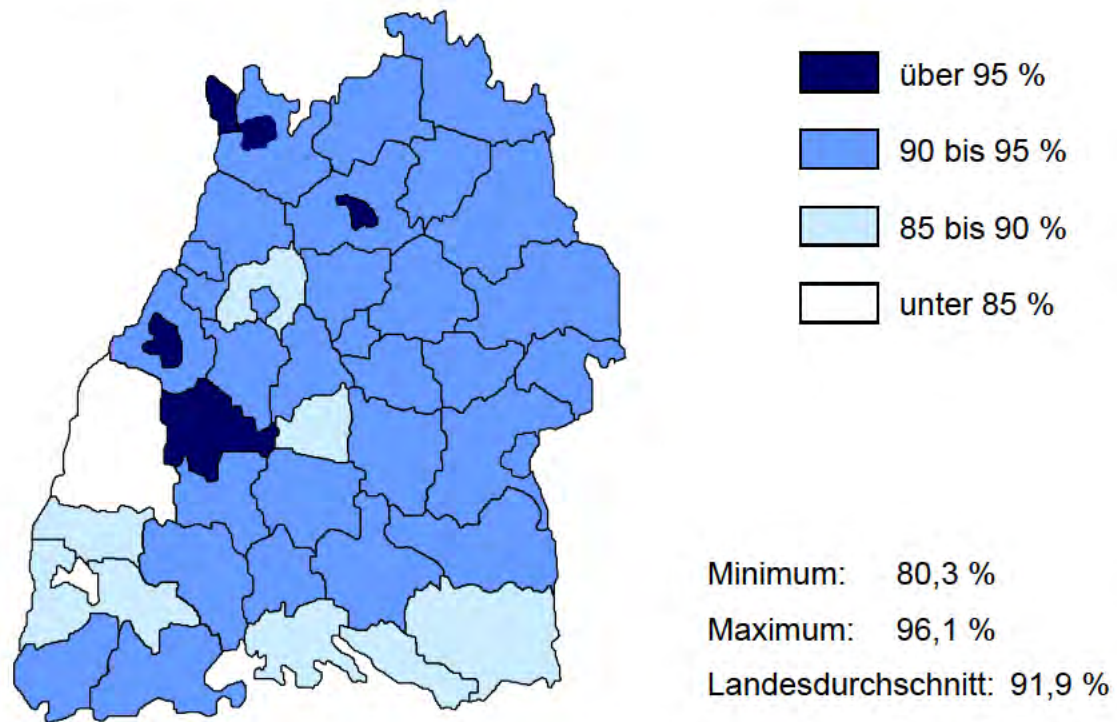 über 95 %
90 bis 95 %
85 bis 90 %
unter 85 %
Minimum: 80,3 %
Maximum: 96,1 %
Landesdurchschnitt: 91,9 %